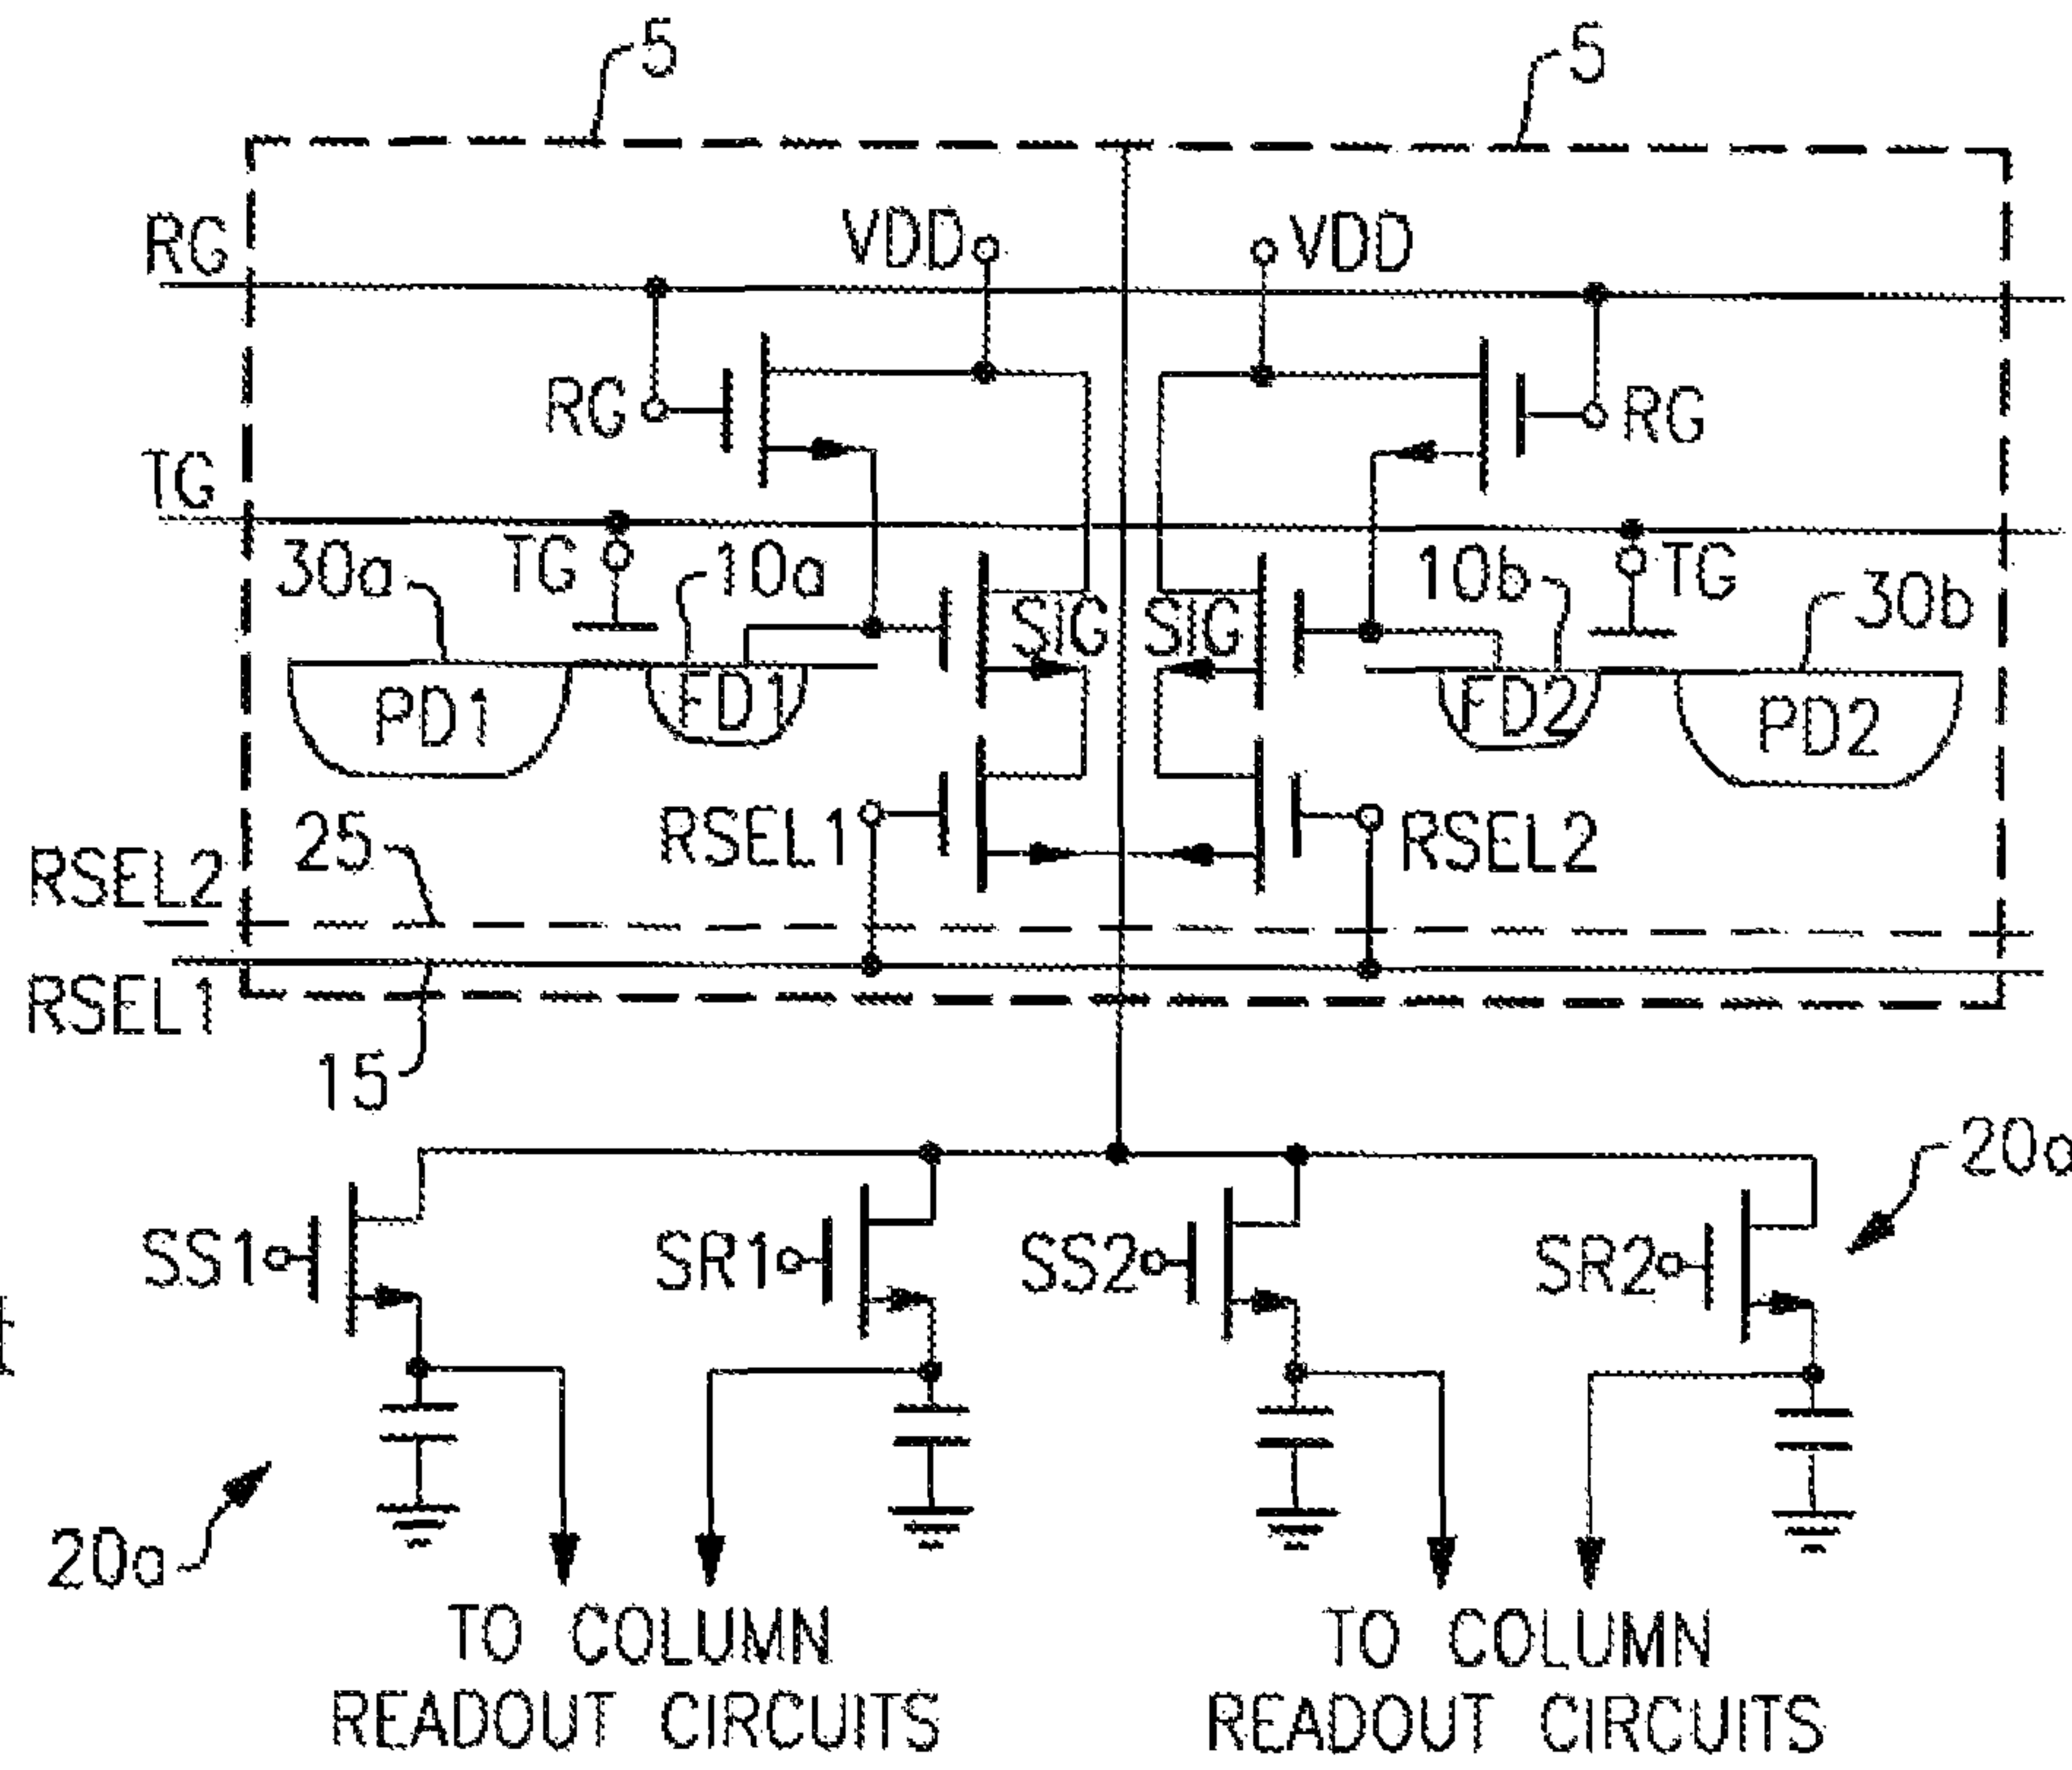 5
5
RG
VDD
VDD
RG
RG
TG
30a
TG
10a
SIG
SIG
10b
TG
30b
PD1
FD1
FD2
PD2
RSEL2
25
RSEL1
RSEL2
RSEL1
15
20a
SS1
SR1
SS2
SR2
20a
TO COLUMN
READOUT CIRCUITS
TO COLUMN
READOUT CIRCUITS